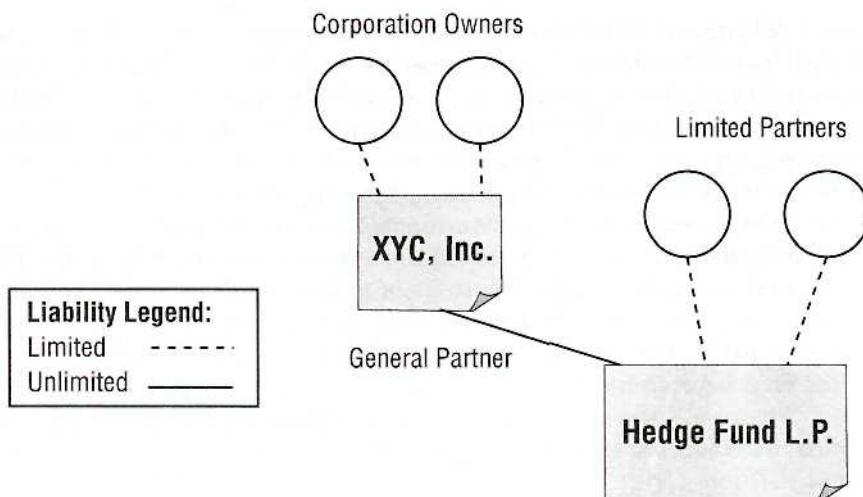 Corporation Owners
Limited Partners
XYC, Inc.
Liability Legend:
Limited
Unlimited
General Partner
Hedge Fund L.P.